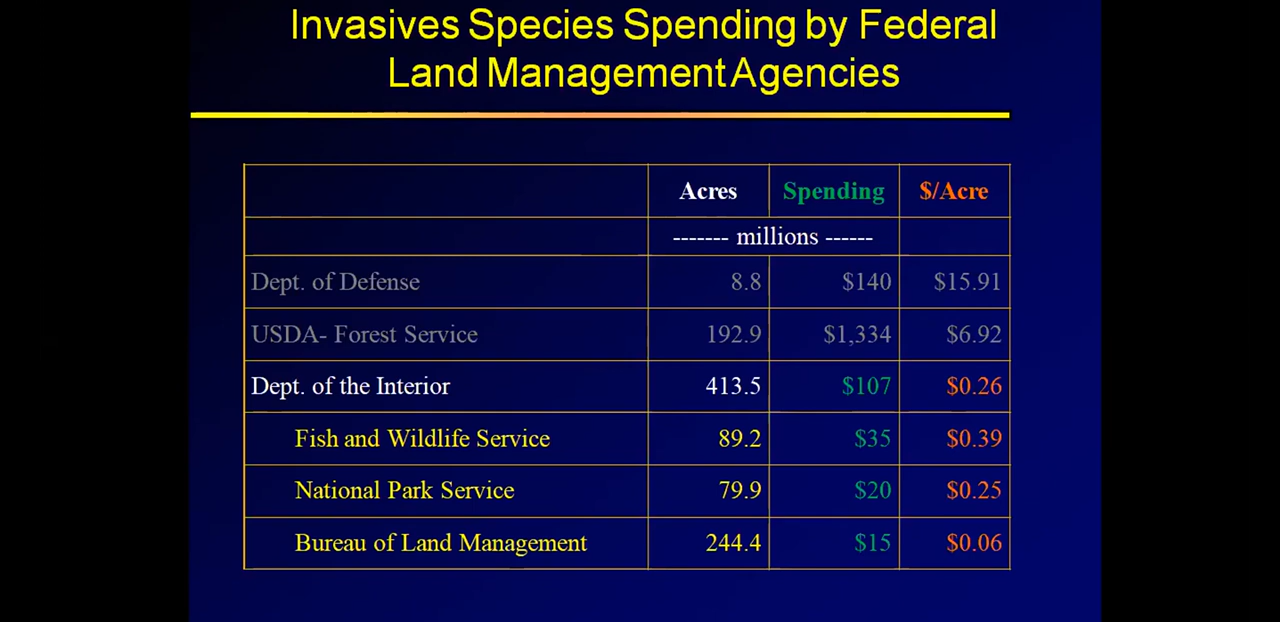 Invasives Species Spending by Federal
Land Management Agencies
Acres Spending $/Acre
------- millions ------
Dept. of Defense 8.8 $140 $15.91
USDA- Forest Service 192.9 $1,334 $6.92
Dept. of the Interior 413.5 $107 $0.26
Fish and Wildlife Service 89.2 $35 $0.39
National Park Service 79.9 $20 $0.25
Bureau of Land Management 244.4 $15 $0.06